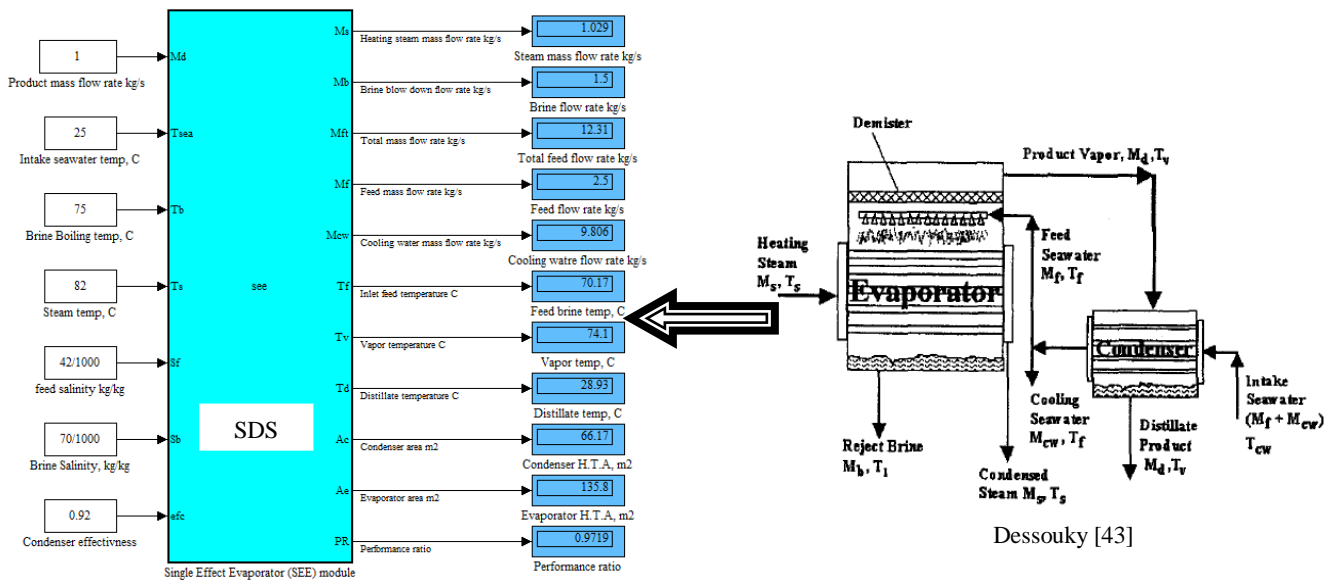 1
Product mass flow rate kg/s
25
Intake seawater temp, C
75
Brine Boiling temp, C
82
Steam temp, C
42/1000
feed salinity kg/kg
70/1000
Brine Salinity, kg/kg
0.92
Condenser effectivness
Md
Tsea
Tb
Ts
Sf
Sb
efc
see
SDS
Ms
Mb
Mft
Mf
Mcw
Tf
Tv
Td
Ac
Ae
PR
Single Effect Evaporator (SEE) module
Heating steam mass flow rate kg/s
Brine blow down flow rate kg/s
Total mass flow rate kg/s)
Feed mass flow rate kg/s)
Cooling water mass flow rate kg/s)
Inlet feed temperature C
Vapor temperature C
Distillate temperature C
Condenser area m2
Evaporator area m2
Performance ratio
1.029
Steam mass flow rate kg/s
1.5
Brine flow rate kg/s
12.31
Total feed flow rate kg/s
2.5
Feed flow rate kg/s
9.806
Cooling watre flow rate kg/s
70.17
Feed brine temp, C
74.1
Vapor temp, C
28.93
Distillate temp, C
66.17
Condenser H.T.A, m2
135.8
Evaporator H.T.A, m2
0.9719
Performance ratio
Demister
Product Vapor, Md,Tv
Heating
Steam
Ms, Ts
Evaporator
Feed
Seawater
Mf, Tf
Condenser
Intake
Seawater
(Mf + Mcw)
Tcw
Cooling
Seawater
Mcw, Tf
Distillate
Product
Md,Tv
Reject Brine
Mb, T1
Condensed
Steam Ms, Ts
Dessouky [43]